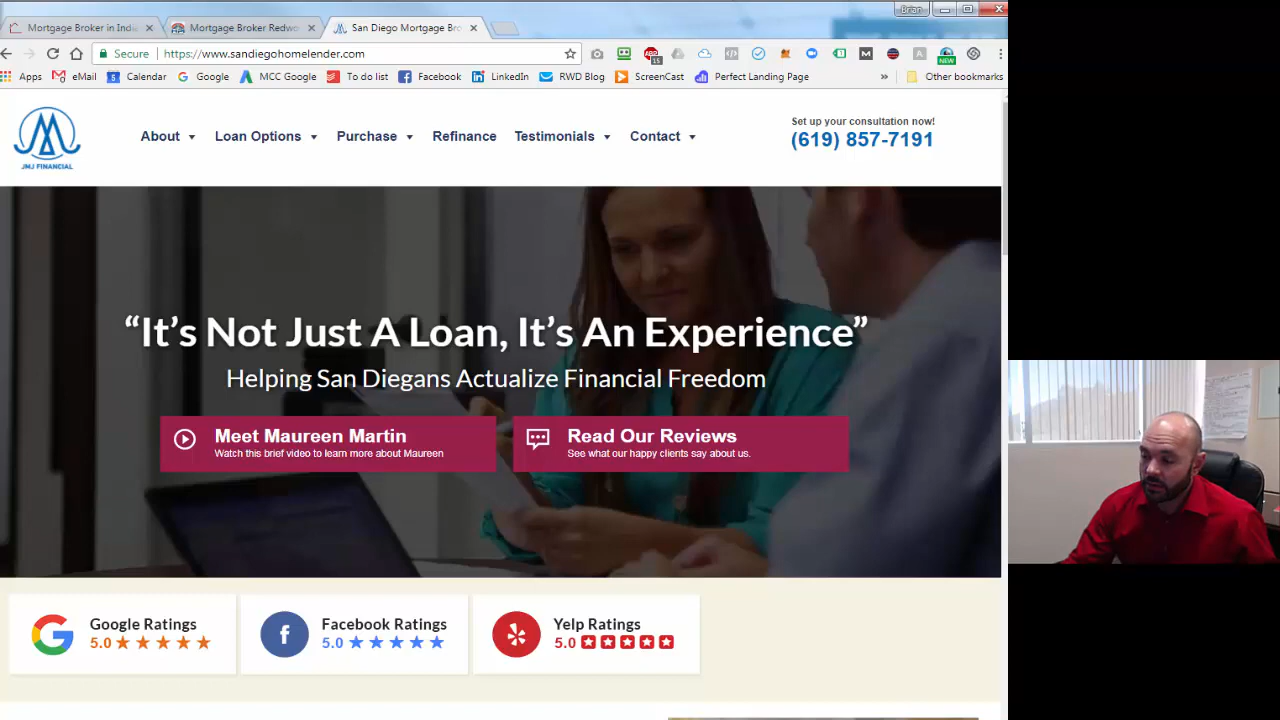 Brian
Mortgage Broker in India
Mortgage Broker Redwo
San Diego Mortgage Bro
Secure
https://www.sandiegohomelender.com
15
NEW
Apps
eMail
Calendar
Google
MCC Google
To do list
Facebook
LinkedIn
RWD Blog
ScreenCast
Perfect Landing Page
»
Other bookmarks
JMJ FINANCIAL
About
Loan Options
Purchase
Refinance
Testimonials
Contact
Set up your consultation now!
(619) 857-7191
“It’s Not Just A Loan, It’s An Experience”
Helping San Diegans Actualize Financial Freedom
Meet Maureen Martin
Watch this brief video to learn more about Maureen
Read Our Reviews
See what our happy clients say about us.
Google Ratings
5.0
Facebook Ratings
5.0
Yelp Ratings
5.0